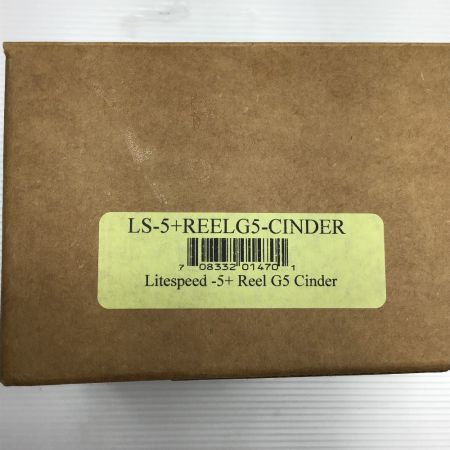 LS-5+REELG5-CINDER
7 08332 01470 1
Litespeed -5+ Reel G5 Cinder